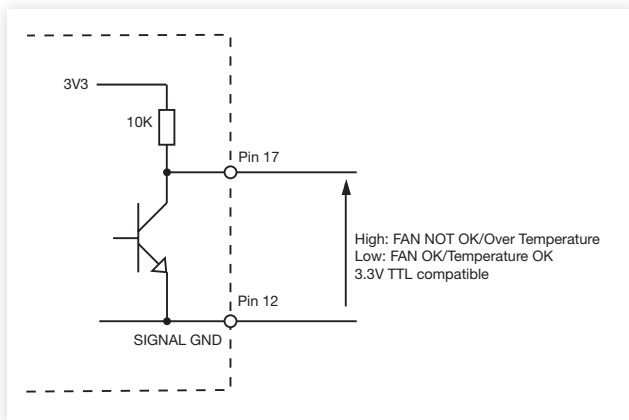 3V3
10K
Pin 17
High: FAN NOT OK/Over Temperature
Low: FAN OK/Temperature OK
3.3V TTL compatible
Pin 12
SIGNAL GND